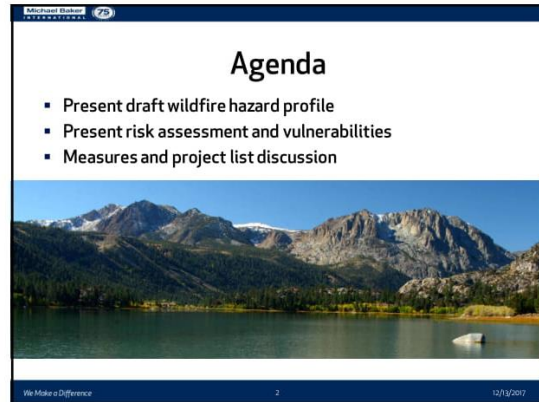 Michael Baker
INTERNATIONAL
75
Agenda
▪ Present draft wildfire hazard profile
▪ Present risk assessment and vulnerabilities
▪ Measures and project list discussion
We Make a Difference
2
12/13/2017